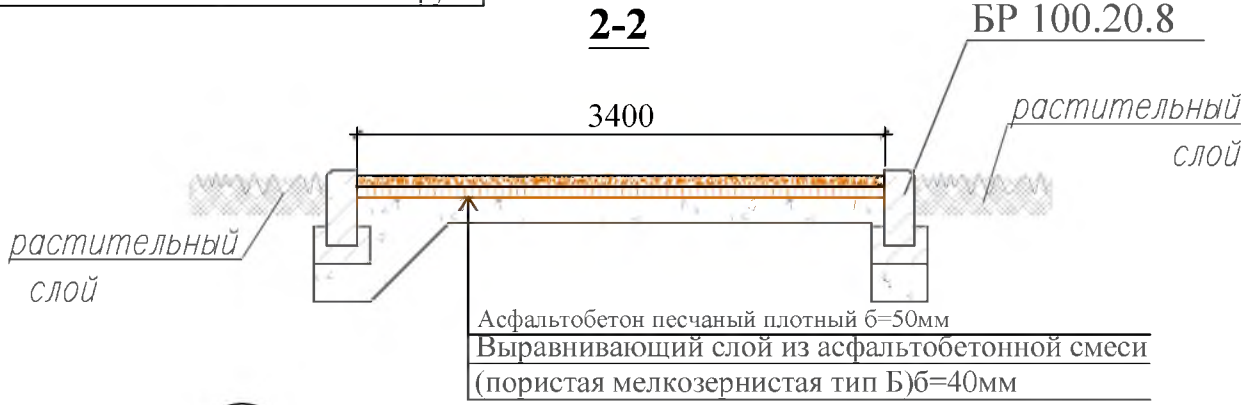 2-2
БР 100.20.8
3400
растительный
слой
растительный
слой
Асфальтобетон песчаный плотный б=50мм
Выравнивающий слой из асфальтобетонной смеси
(пористая мелкозернистая тип Б)б=40мм